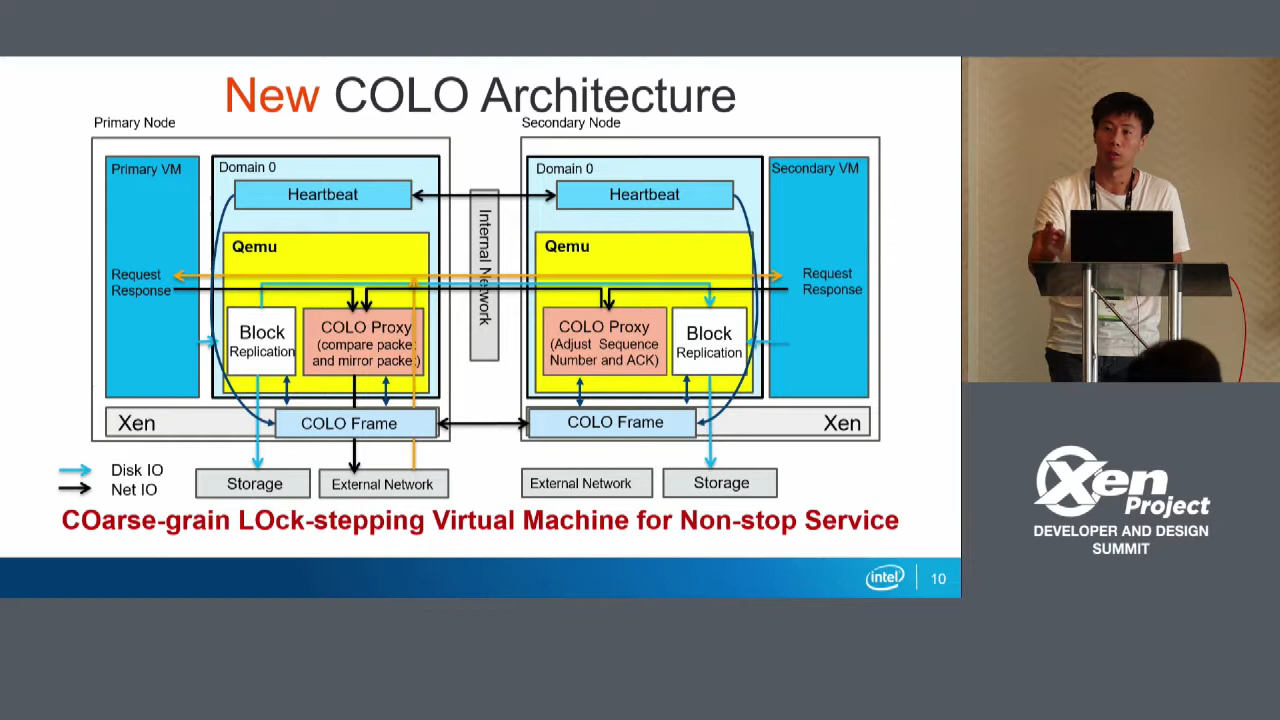 New COLO Architecture
Primary Node
Secondary Node
Primary VM
Domain 0
Heartbeat
Qemu
Request
Response
Block
Replication
COLO Proxy
(compare packe
and mirror packet)
Xen
COLO Frame
Internal Network
Domain 0
Secondary VM
Heartbeat
Qemu
Request
Response
COLO Proxy
(Adjust Sequence
Number and ACK)
Block
Replication
COLO Frame
Xen
Disk IO
Net IO
Storage
External Network
External Network
Storage
COarse-grain LOck-stepping Virtual Machine for Non-stop Service
intel
10
Xen
Project
DEVELOPER AND DESIGN
SUMMIT